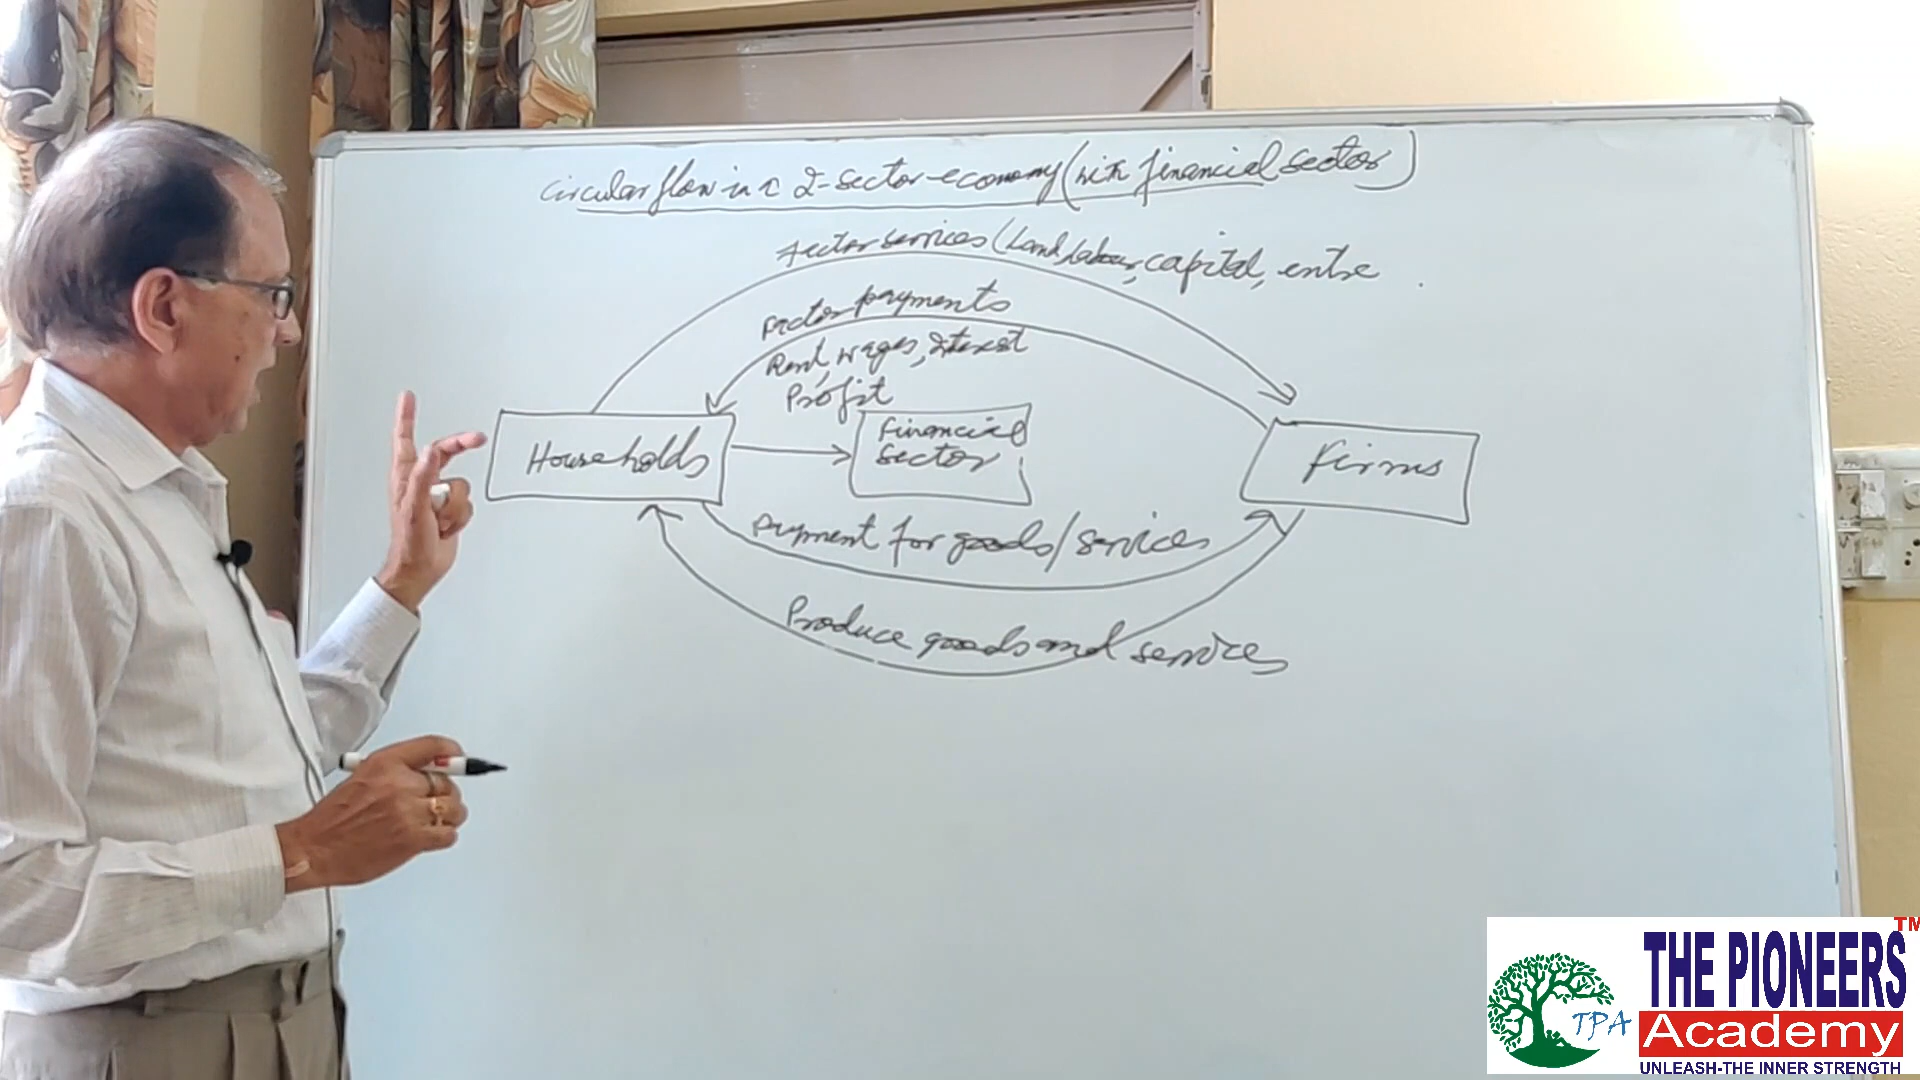 Circular flow in a 2-sector economy (with financial sector)
Factor services (Land, labour, capital, entre
Factor payments
Rent, wages, Interest
Profit
Households
Financial
Sector
Firms
Payment for goods/services
Produce goods and services
THE PIONEERS
TM
TPA
Academy
UNLEASH-THE INNER STRENGTH